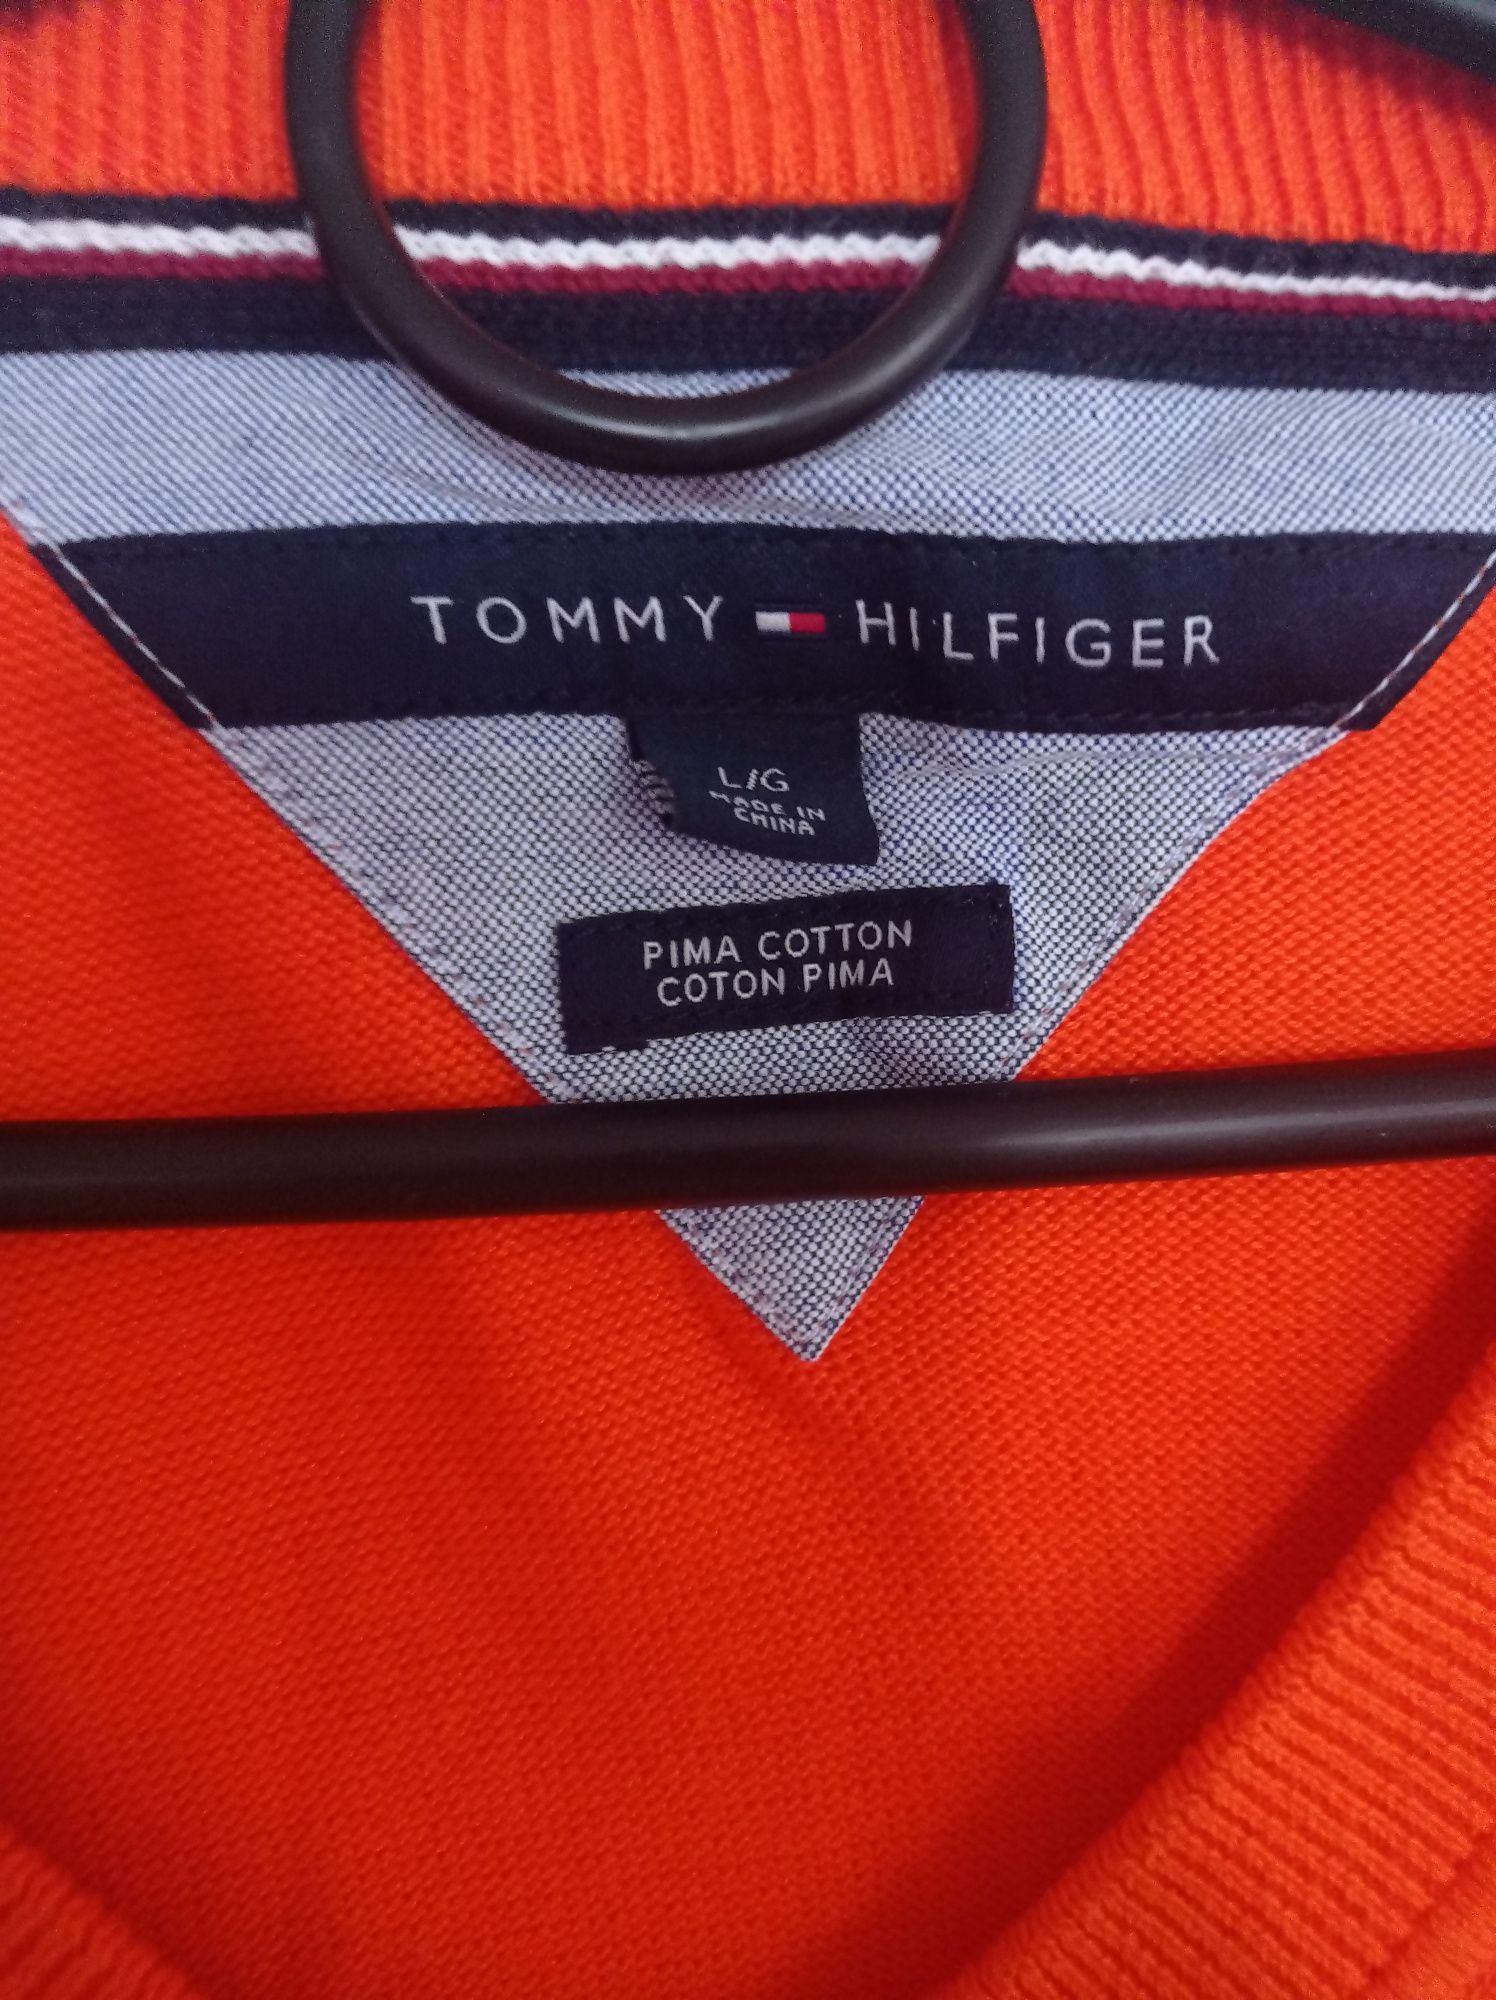 TOMMY HILFIGER
L/G
MADE IN
CHINA
PIMA COTTON
COTON PIMA